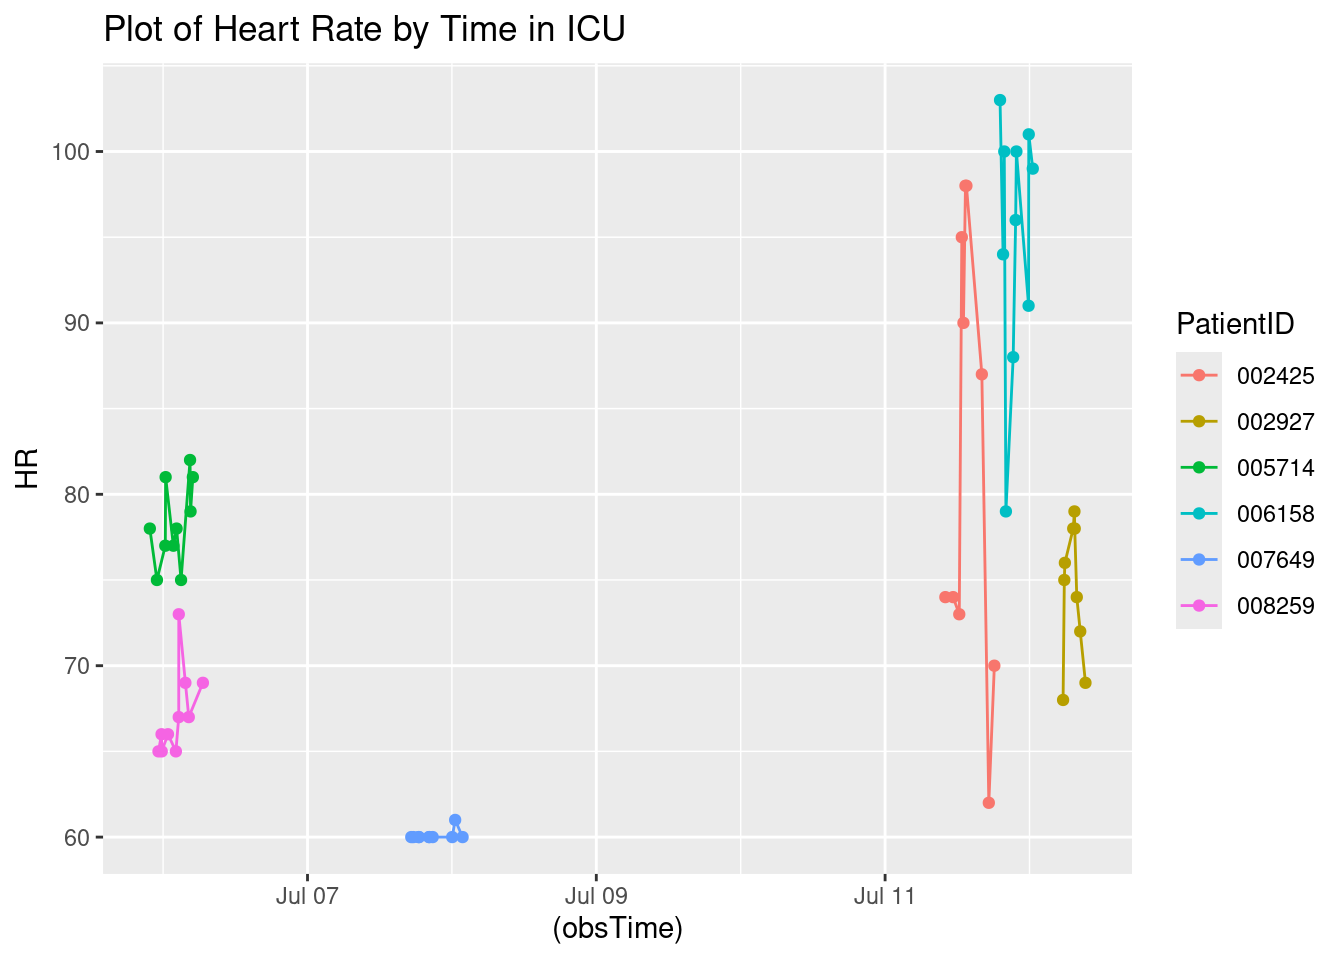 Plot of Heart Rate by Time in ICU
HR
100
90
80
70
60
Jul 07 Jul 09 Jul 11
(obsTime)
PatientID
002425
002927
005714
006158
007649
008259